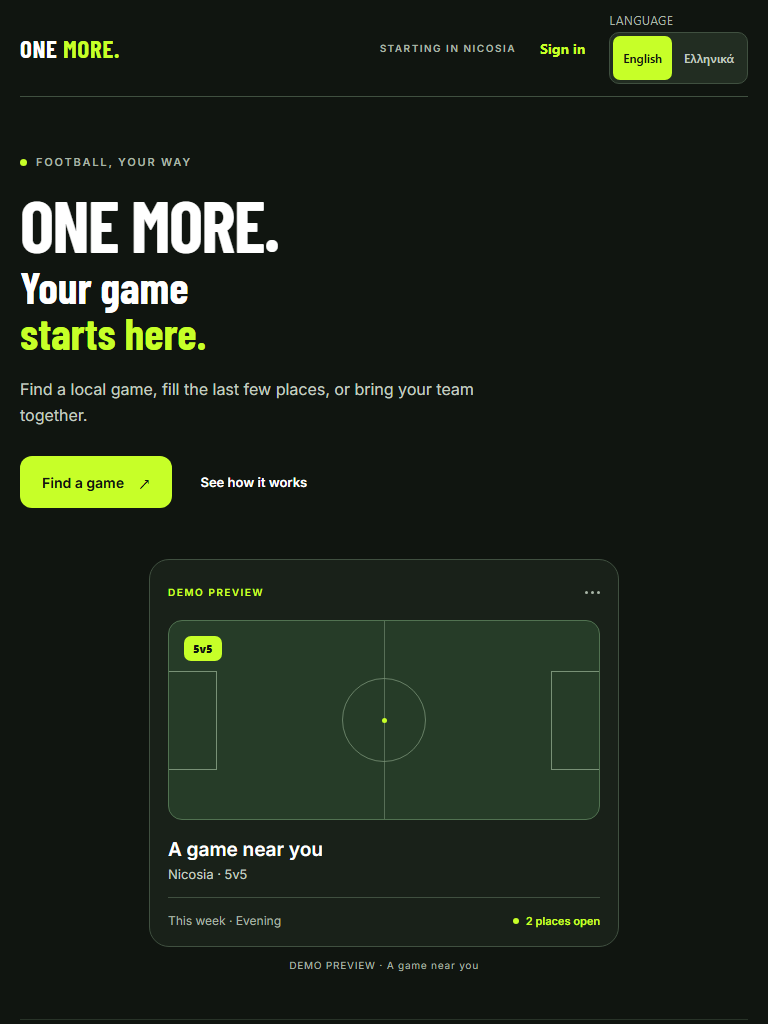 ONE MORE.
STARTING IN NICOSIA
Sign in
LANGUAGE
English
Ελληνικά
FOOTBALL, YOUR WAY
ONE MORE.
Your game
starts here.
Find a local game, fill the last few places, or bring your team
together.
Find a game ↗
See how it works
DEMO PREVIEW
5v5
A game near you
Nicosia · 5v5
This week · Evening
2 places open
DEMO PREVIEW · A game near you